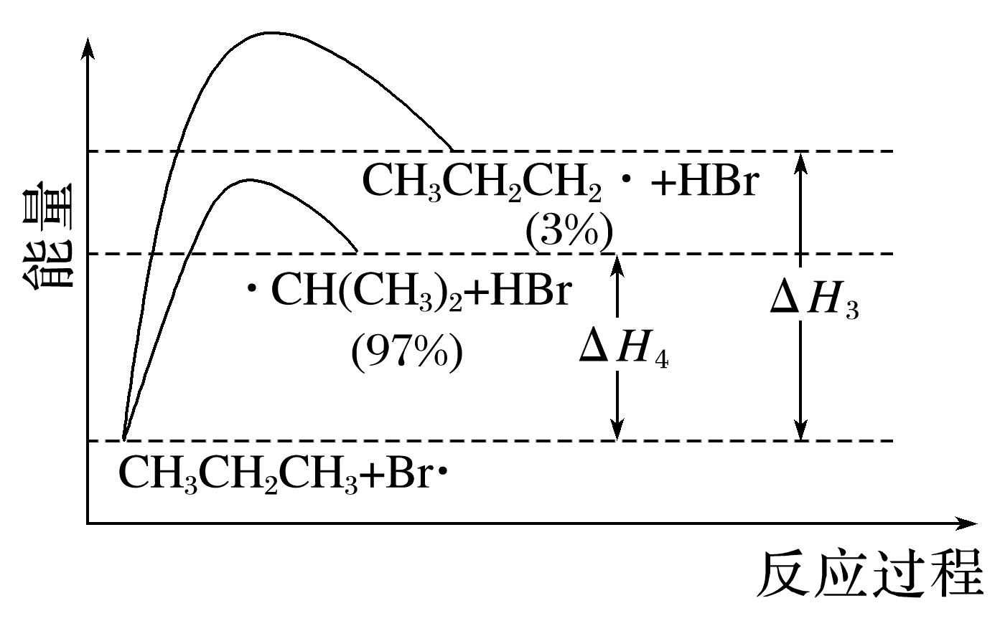 能量
CH₃CH₂CH₂・+HBr
(3%)
・CH(CH₃)₂+HBr
(97%)
ΔH₃
ΔH₄
CH₃CH₂CH₃+Br・
反应过程